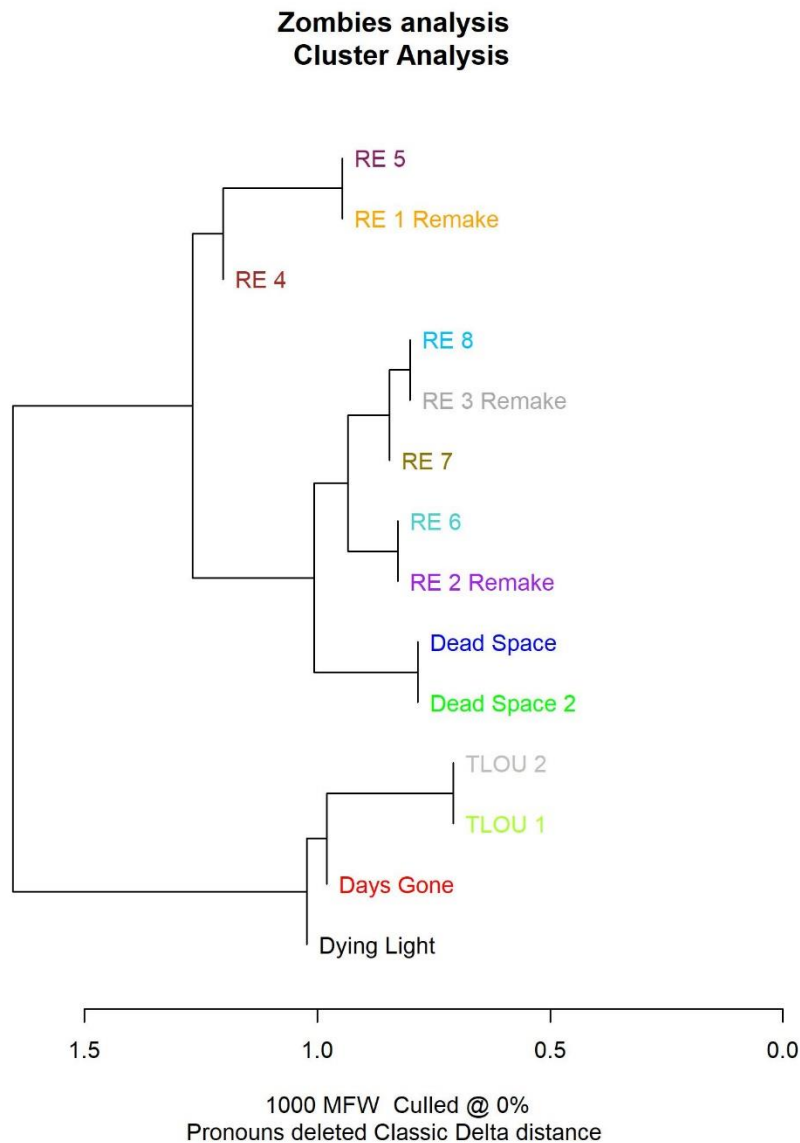 Zombies analysis
Cluster Analysis
RE 5
RE 1 Remake
RE 4
RE 8
RE 3 Remake
RE 7
RE 6
RE 2 Remake
Dead Space
Dead Space 2
TLOU 2
TLOU 1
Days Gone
Dying Light
1.5 1.0 0.5 0.0
1000 MFW Culled @ 0%
Pronouns deleted Classic Delta distance